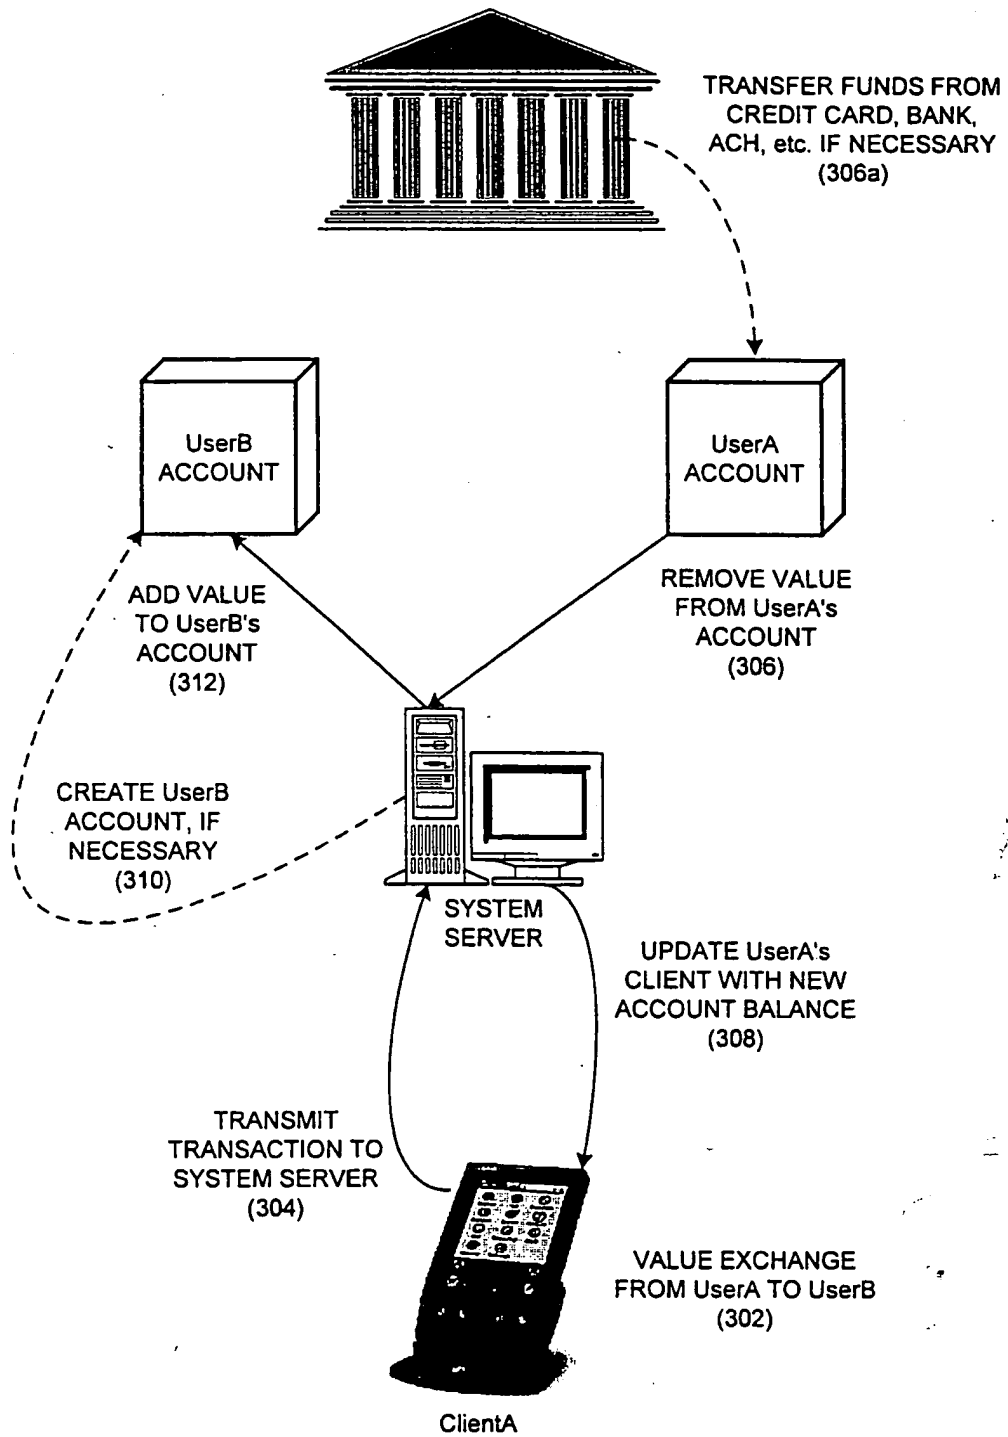 TRANSFER FUNDS FROM
CREDIT CARD, BANK,
ACH, etc. IF NECESSARY
(306a)
UserB
ACCOUNT
UserA
ACCOUNT
ADD VALUE
TO UserB's
ACCOUNT
(312)
REMOVE VALUE
FROM UserA's
ACCOUNT
(306)
CREATE UserB
ACCOUNT, IF
NECESSARY
(310)
SYSTEM
SERVER
UPDATE UserA's
CLIENT WITH NEW
ACCOUNT BALANCE
(308)
TRANSMIT
TRANSACTION TO
SYSTEM SERVER
(304)
VALUE EXCHANGE
FROM UserA TO UserB
(302)
ClientA